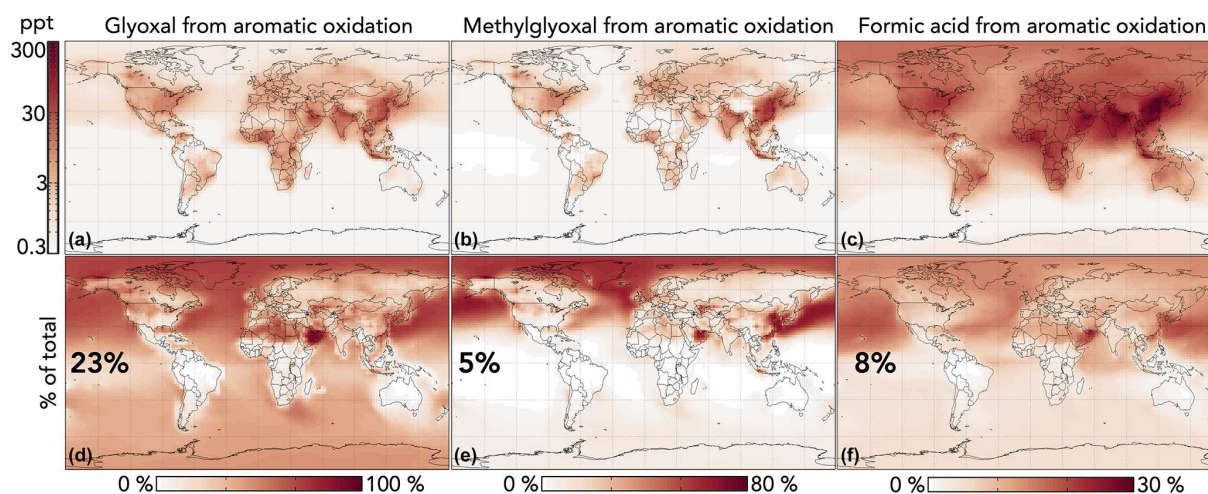 ppt
Glyoxal from aromatic oxidation
Methylglyoxal from aromatic oxidation
Formic acid from aromatic oxidation
300
30
3
0.3
(a)
(b)
(c)
% of total
23%
5%
8%
(d)
(e)
(f)
0 % 100 %
0 % 80 %
0 % 30 %